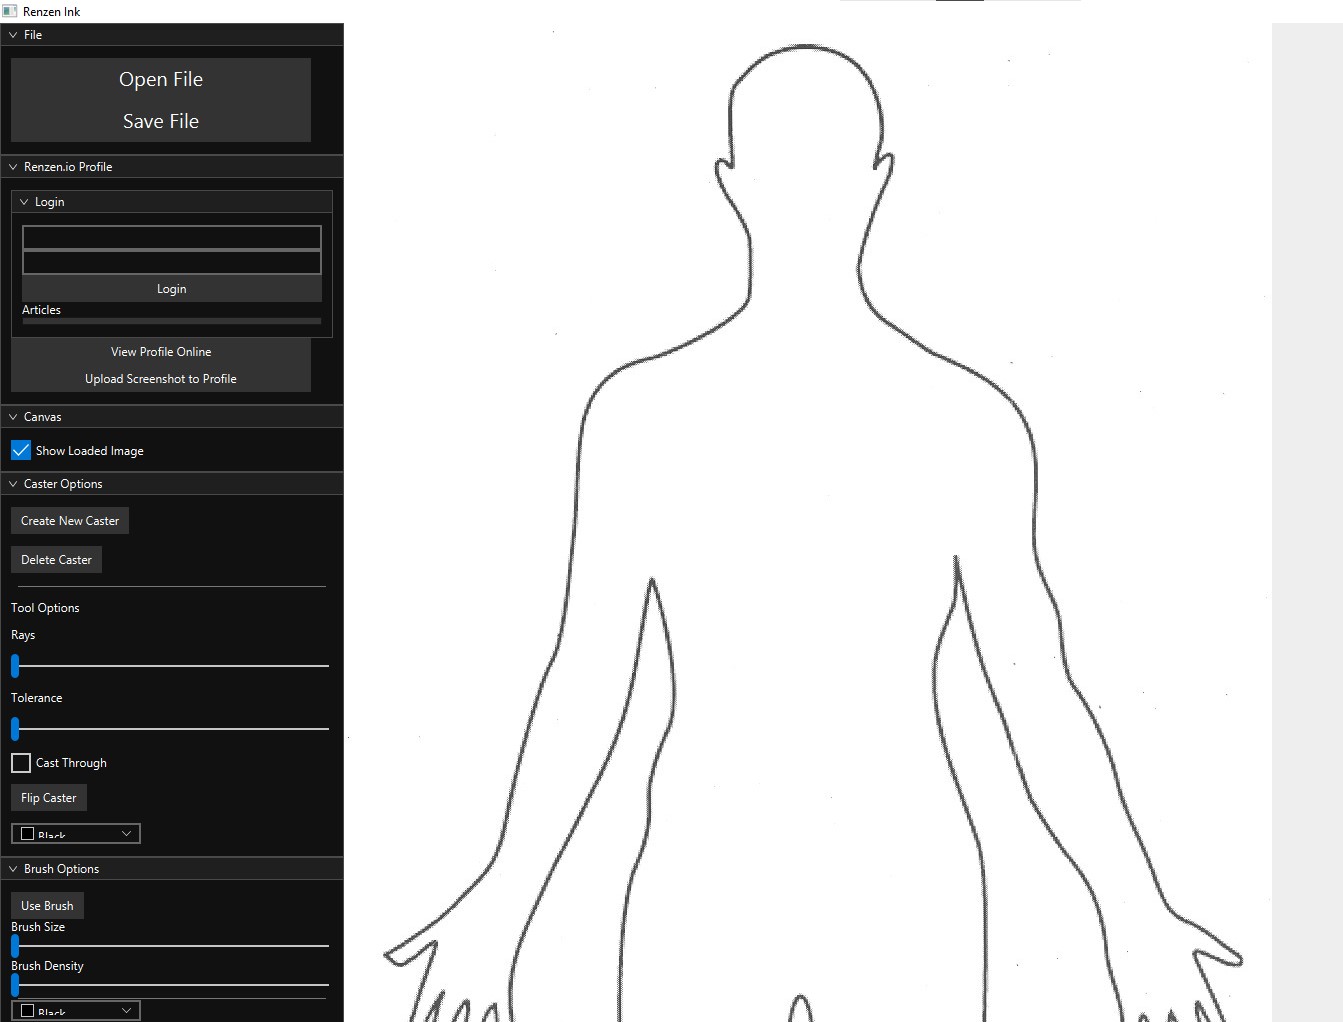 Renzen Ink
File
Open File
Save File
Renzen.io Profile
Login
Login
Articles
View Profile Online
Upload Screenshot to Profile
Canvas
Show Loaded Image
Caster Options
Create New Caster
Delete Caster
Tool Options
Rays
Tolerance
Cast Through
Flip Caster
Black
Brush Options
Use Brush
Brush Size
Brush Density
Black